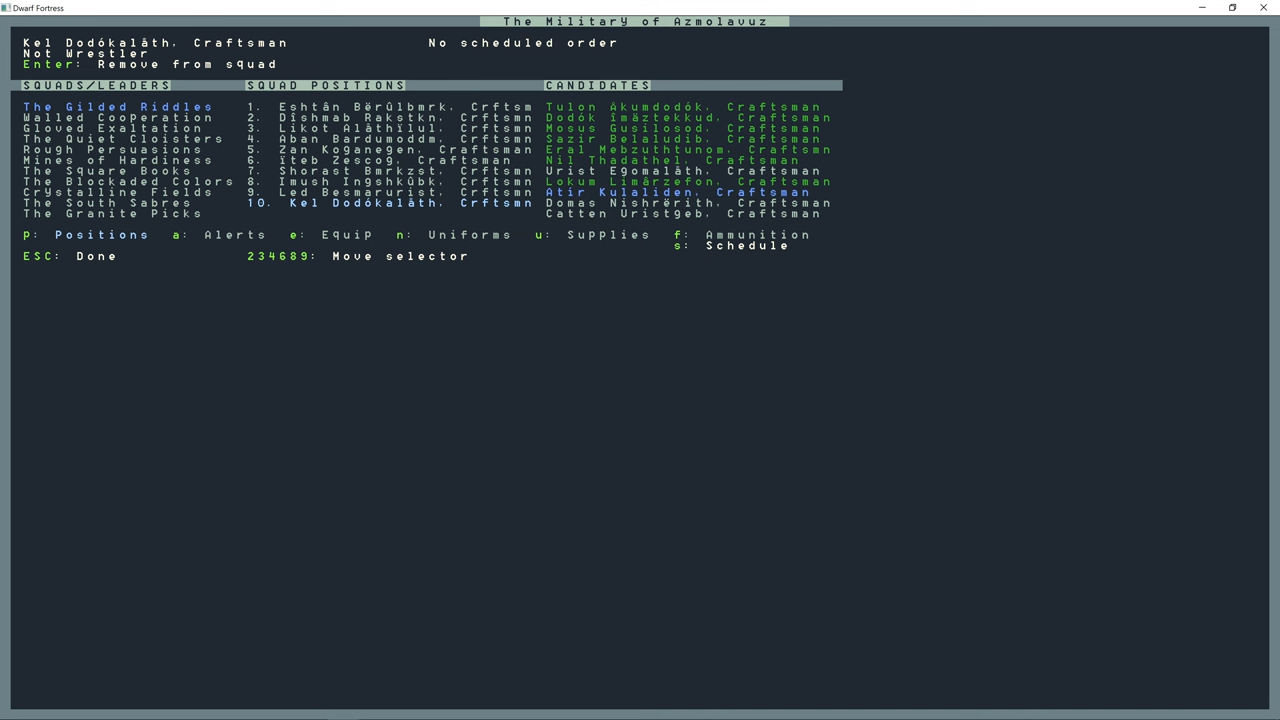 Dwarf Fortress
The Military of Azmolavuz
Kel Dodókalâth, Craftsman No scheduled order
Not Wrestler
Enter: Remove from squad
SQUADS/LEADERS SQUAD POSITIONS CANDIDATES
The Gilded Riddles 1. Eshtân Bërûlbmrk, Crftsm Tulon Åkumdodók, Craftsman
Walled Cooperation 2. Dîshmab Rakstkn, Crftsmn Dodók îmäztekkud, Craftsman
Gloved Exaltation 3. Likot Alåthïlul, Crftsmn Mosus Gusilosod, Craftsman
The Quiet Cloisters 4. Aban Bardumoddm, Crftsmn Sazir Belaludib, Craftsman
Rough Persuasions 5. Zan Koganegen, Craftsman Eral Mebzuthtunom, Craftsmn
Mines of Hardiness 6. ïteb Zescog, Craftsman Nil Thadathel, Craftsman
The Square Books 7. Shorast Bmrkzst, Crftsmn Urist Egomalåth, Craftsman
The Blockaded Colors 8. Imush Ingshkûbk, Crftsmn Lokum Limârzefon, Craftsman
Crystalline Fields 9. Led Besmarurist, Crftsmn Atir Kulaliden, Craftsman
The South Sabres 10. Kel Dodókalâth, Crftsmn Domas Nishrërith, Craftsman
The Granite Picks Catten Uristgeb, Craftsman
p: Positions a: Alerts e: Equip n: Uniforms u: Supplies f: Ammunition
s: Schedule
ESC: Done 234689: Move selector